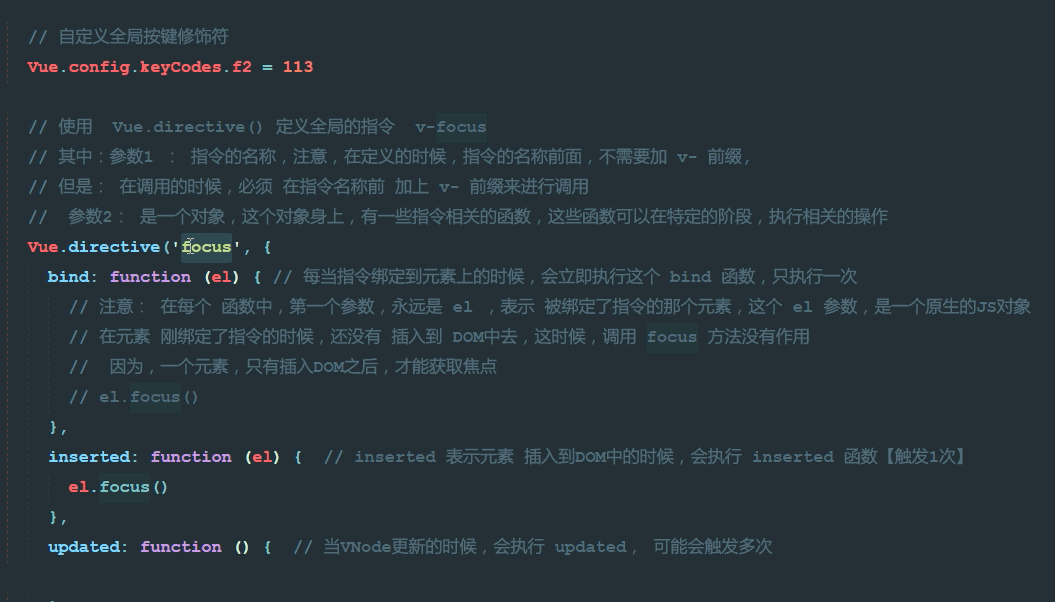 // 自定义全局按键修饰符
Vue.config.keyCodes.f2 = 113
// 使用  Vue.directive() 定义全局的指令  v-focus
// 其中：参数1 ： 指令的名称，注意，在定义的时候，指令的名称前面，不需要加 v- 前缀，
// 但是： 在调用的时候，必须 在指令名称前 加上 v- 前缀来进行调用
//  参数2： 是一个对象，这个对象身上，有一些指令相关的函数，这些函数可以在特定的阶段，执行相关的操作
Vue.directive('focus', {
bind: function (el) { // 每当指令绑定到元素上的时候，会立即执行这个 bind 函数，只执行一次
// 注意： 在每个 函数中，第一个参数，永远是 el ，表示 被绑定了指令的那个元素，这个 el 参数，是一个原生的JS对象
// 在元素 刚绑定了指令的时候，还没有 插入到 DOM中去，这时候，调用 focus 方法没有作用
//  因为，一个元素，只有插入DOM之后，才能获取焦点
// el.focus()
},
inserted: function (el) {  // inserted 表示元素 插入到DOM中的时候，会执行 inserted 函数【触发1次】
el.focus()
},
updated: function () {  // 当VNode更新的时候，会执行 updated， 可能会触发多次